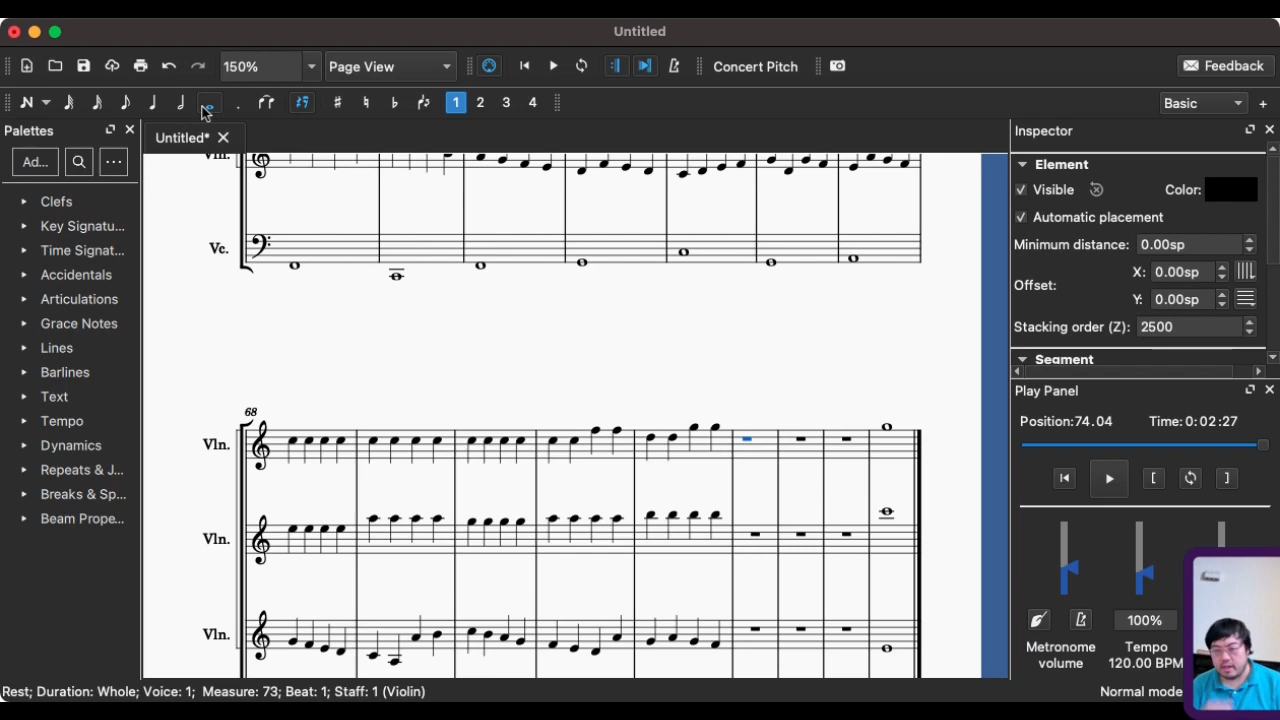 Untitled
150%
Page View
Concert Pitch
Feedback
1 2 3 4
Basic
+
Palettes
Untitled*
Inspector
Ad...
...
Clefs
Key Signatu...
Time Signat...
Accidentals
Articulations
Grace Notes
Lines
Barlines
Text
Tempo
Dynamics
Repeats & J...
Breaks & Sp...
Beam Prope...
Vln.
Vc.
68
Vln.
Vln.
Vln.
Element
Visible
Color:
Automatic placement
Minimum distance: 0.00sp
Offset:
X: 0.00sp
Y: 0.00sp
Stacking order (Z): 2500
Segment
Play Panel
Position:74.04 Time:0:02:27
100%
Metronome volume
Tempo
120.00 BPM
Rest; Duration: Whole; Voice: 1; Measure: 73; Beat: 1; Staff: 1 (Violin)
Normal mode